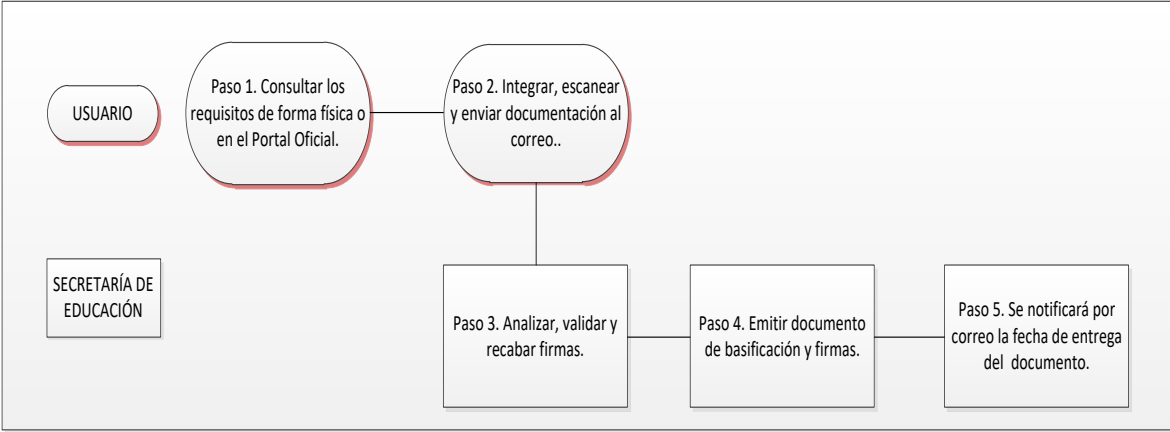 USUARIO
Paso 1. Consultar los
requisitos de forma física o
en el Portal Oficial.
Paso 2. Integrar, escanear
y enviar documentación al
correo..
SECRETARÍA DE
EDUCACIÓN
Paso 3. Analizar, validar y
recabar firmas.
Paso 4. Emitir documento
de basificación y firmas.
Paso 5. Se notificará por
correo la fecha de entrega
del documento.